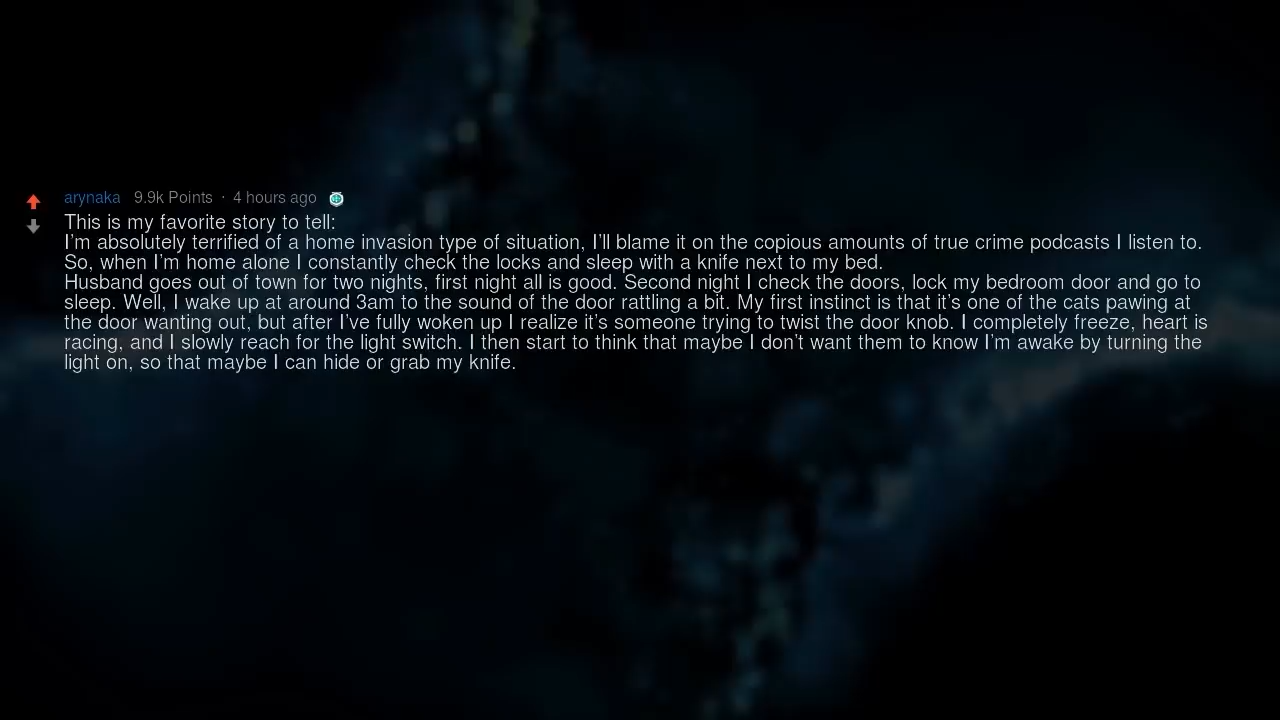 arynaka 9.9k Points · 4 hours ago
This is my favorite story to tell:
I'm absolutely terrified of a home invasion type of situation, I'll blame it on the copious amounts of true crime podcasts I listen to.
So, when I'm home alone I constantly check the locks and sleep with a knife next to my bed.
Husband goes out of town for two nights, first night all is good. Second night I check the doors, lock my bedroom door and go to
sleep. Well, I wake up at around 3am to the sound of the door rattling a bit. My first instinct is that it's one of the cats pawing at
the door wanting out, but after I've fully woken up I realize it's someone trying to twist the door knob. I completely freeze, heart is
racing, and I slowly reach for the light switch. I then start to think that maybe I don't want them to know I'm awake by turning the
light on, so that maybe I can hide or grab my knife.